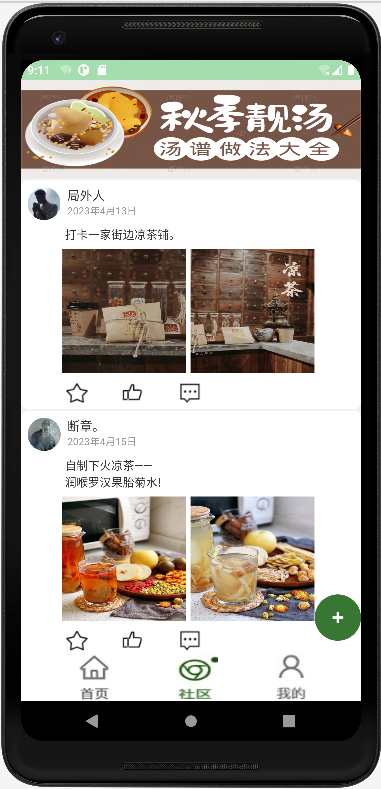 9:11
秋季靓汤
汤谱做法大全
局外人
2023年4月13日
打卡一家街边凉茶铺。
凉茶
断章。
2023年4月15日
自制下火凉茶——
润喉罗汉果胎菊水!
+
首页
社区
我的